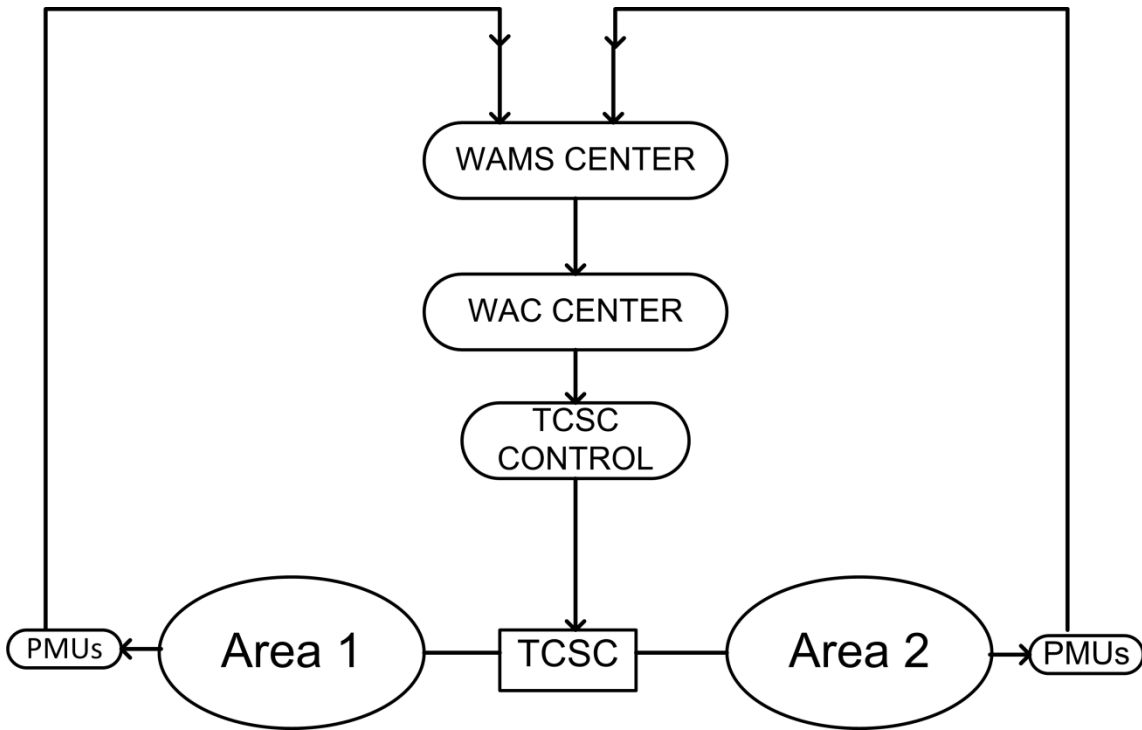 WAMS CENTER
WAC CENTER
TCSC
CONTROL
PMUs
Area 1
TCSC
Area 2
PMUs